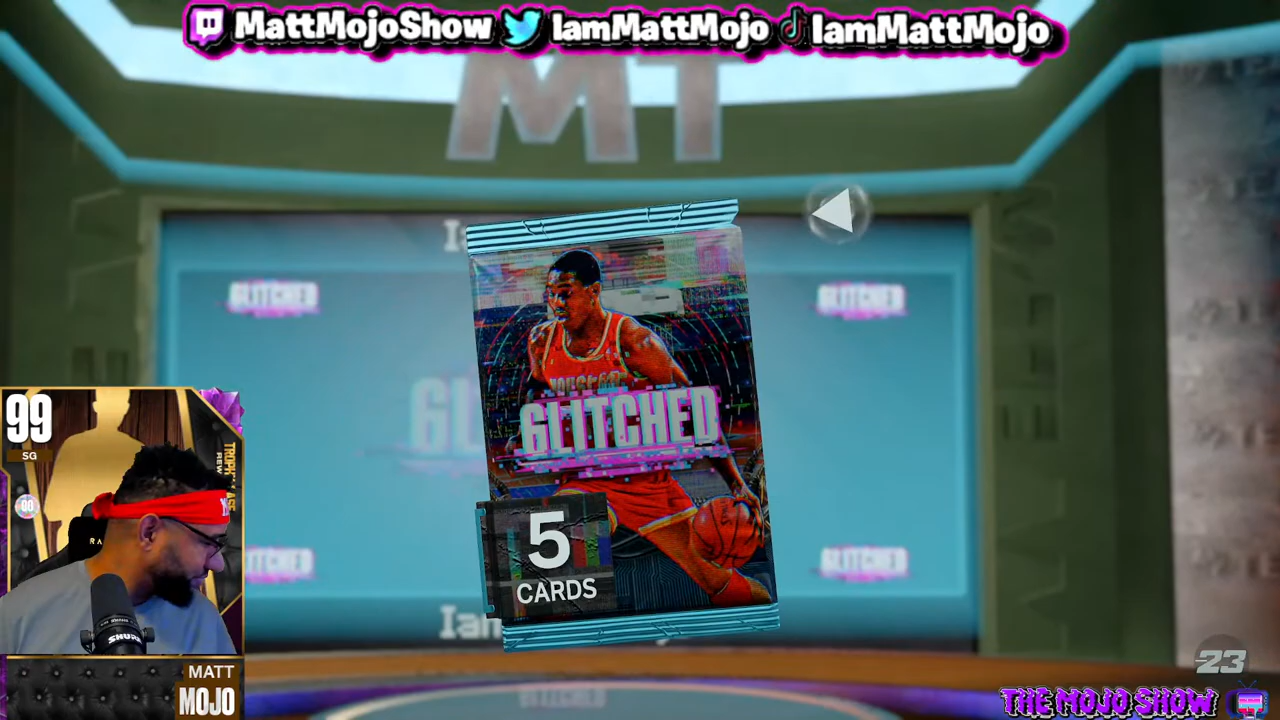 MattMojoShow IamMattMojo IamMattMojo
MT
GLITCHED
GLITCHED
GLITCHED
GLITCHED
5
CARDS
GLITCHED
99
SG
SHURE
MATT
MOJO
23
THE MOJO SHOW